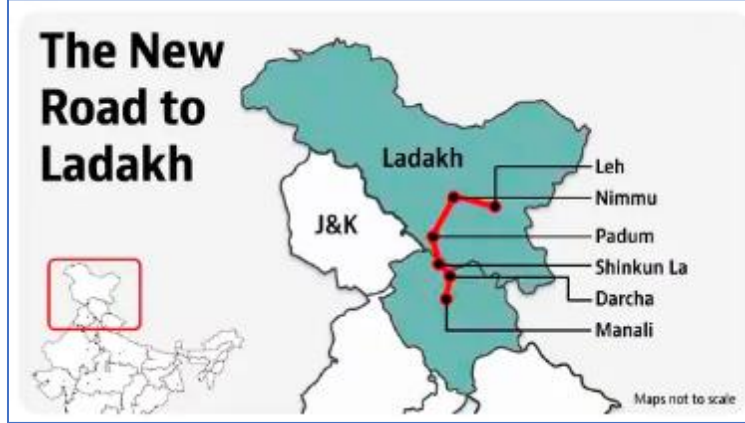 The New
Road to
Ladakh
Ladakh
J&K
Leh
Nimmu
Padum
Shinkun La
Darcha
Manali
Maps not to scale